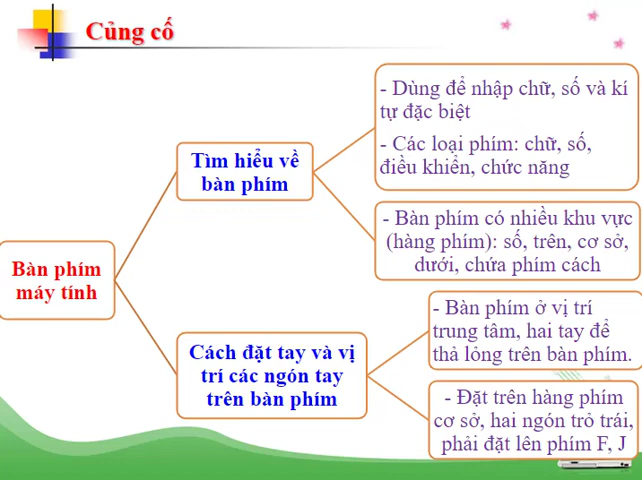 Củng cố
- Dùng để nhập chữ, số và kí
tự đặc biệt
- Các loại phím: chữ, số,
điều khiển, chức năng
Tìm hiểu về
bàn phím
- Bàn phím có nhiều khu vực
(hàng phím): số, trên, cơ sở,
dưới, chứa phím cách
Bàn phím
máy tính
- Bàn phím ở vị trí
trung tâm, hai tay để
thả lỏng trên bàn phím.
Cách đặt tay và vị
trí các ngón tay
trên bàn phím
- Đặt trên hàng phím
cơ sở, hai ngón trỏ trái,
phải đặt lên phím F, J